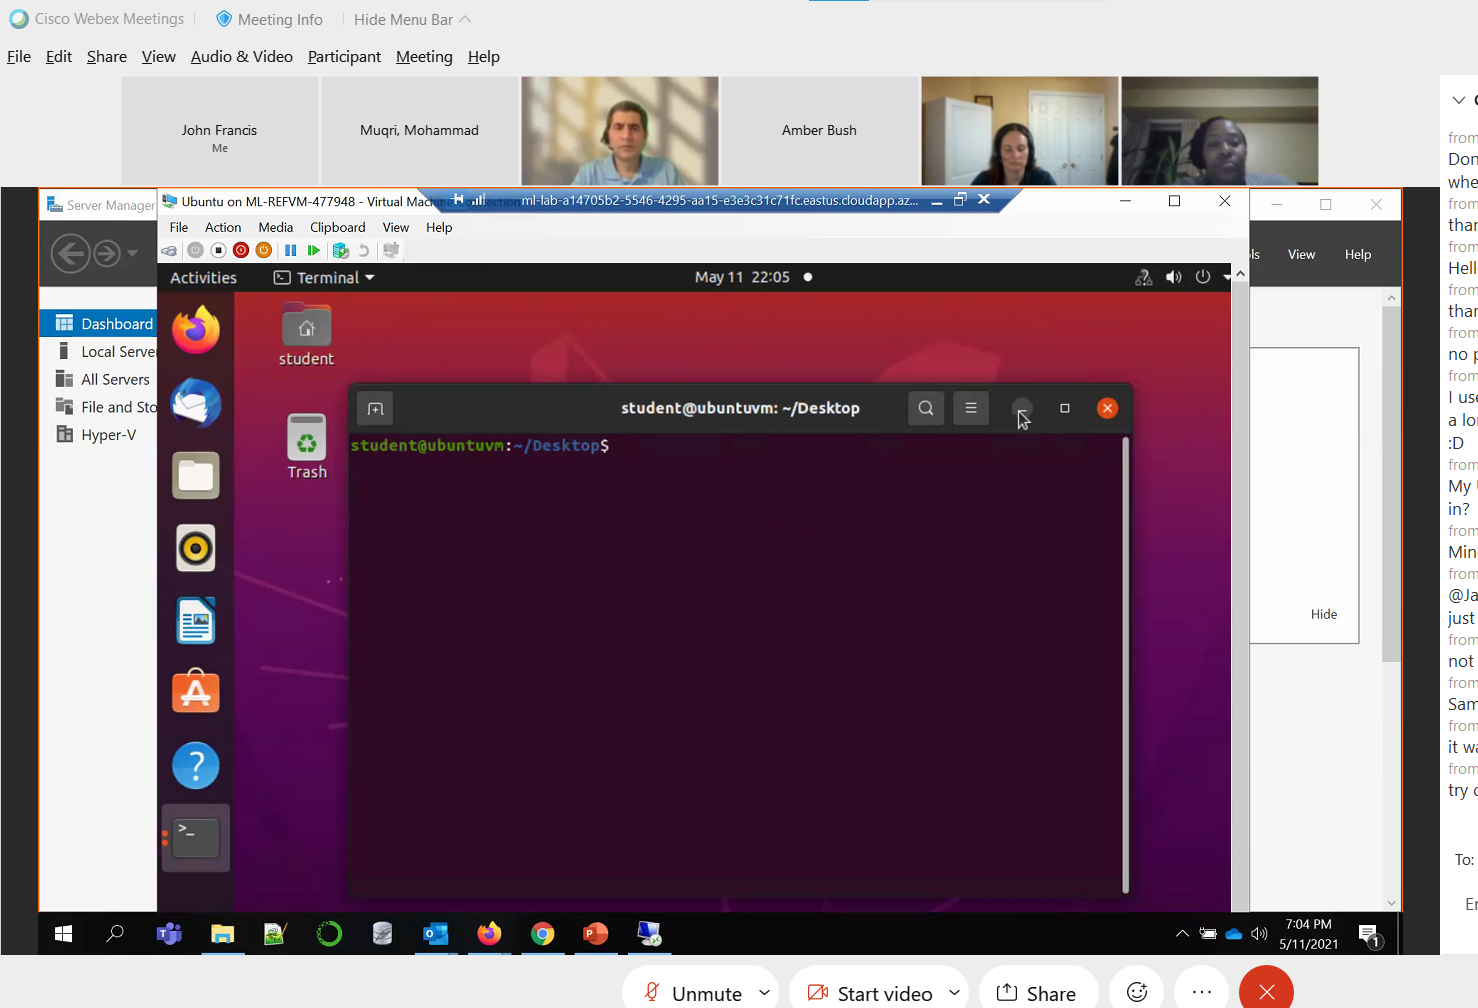 Cisco Webex Meetings
Meeting Info
Hide Menu Bar
File Edit Share View Audio & Video Participant Meeting Help
John Francis
Me
Muqri, Mohammad
Amber Bush
Server Manager
Ubuntu on ML-REFVM-477948 - Virtual Mach
ml-lab-a14705b2-5546-4295-aa15-e3e3c31c71fc.eastus.cloudapp.az...
File Action Media Clipboard View Help
ls View Help
Activities
Terminal
May 11 22:05
Dashboard
Local Serve
All Servers
File and Sto
Hyper-V
student
Trash
student@ubuntuvm: ~/Desktop
student@ubuntuvm:~/Desktop$
Hide
from
Don
whe
from
than
from
Hell
from
than
from
no p
from
I use
a lon
:D
from
My
in?
from
Min
from
@Ja
just
from
not
from
Sam
from
it wa
from
try c
To:
7:04 PM
5/11/2021
1
Unmute
Start video
Share